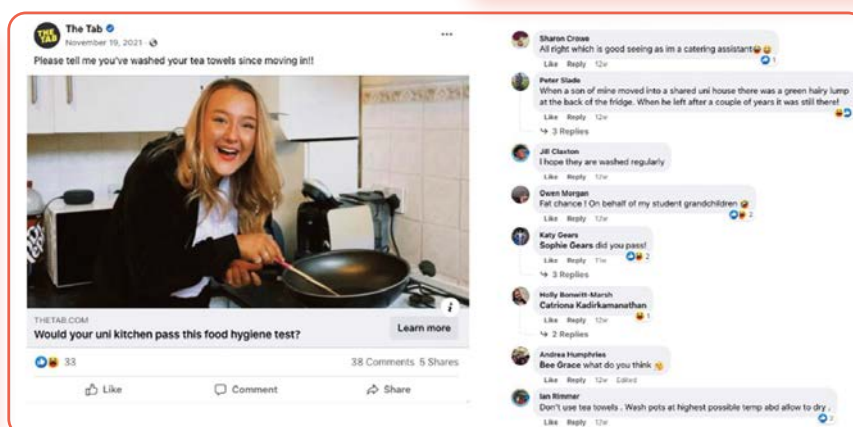 The Tab
November 19, 2021 ·
Please tell me you've washed your tea towels since moving in!!
THETAB.COM
Would your uni kitchen pass this food hygiene test?
Learn more
33
38 Comments 5 Shares
Like
Comment
Share
Sharon Crowe
All right which is good seeing as im a catering assistant
1
Like Reply 12w
Peter Slade
When a son of mine moved into a shared uni house there was a green hairy lump
at the back of the fridge. When he left after a couple of years it was still there!
Like Reply 12w
3 Replies
Jill Claxton
I hope they are washed regularly
Like Reply 12w
Gwen Morgan
Fat chance ! On behalf of my student grandchildren
2
Like Reply 12w
Katy Gears
Sophie Gears did you pass!
2
Like Reply 11w
3 Replies
Holly Bonwitt-Marsh
Catriona Kadirkamanathan
1
Like Reply 12w
2 Replies
Andrea Humphries
Bee Grace what do you think
Like Reply 12w Edited
Ian Rimmer
Don't use tea towels . Wash pots at highest possible temp abd allow to dry .
2
Like Reply 12w